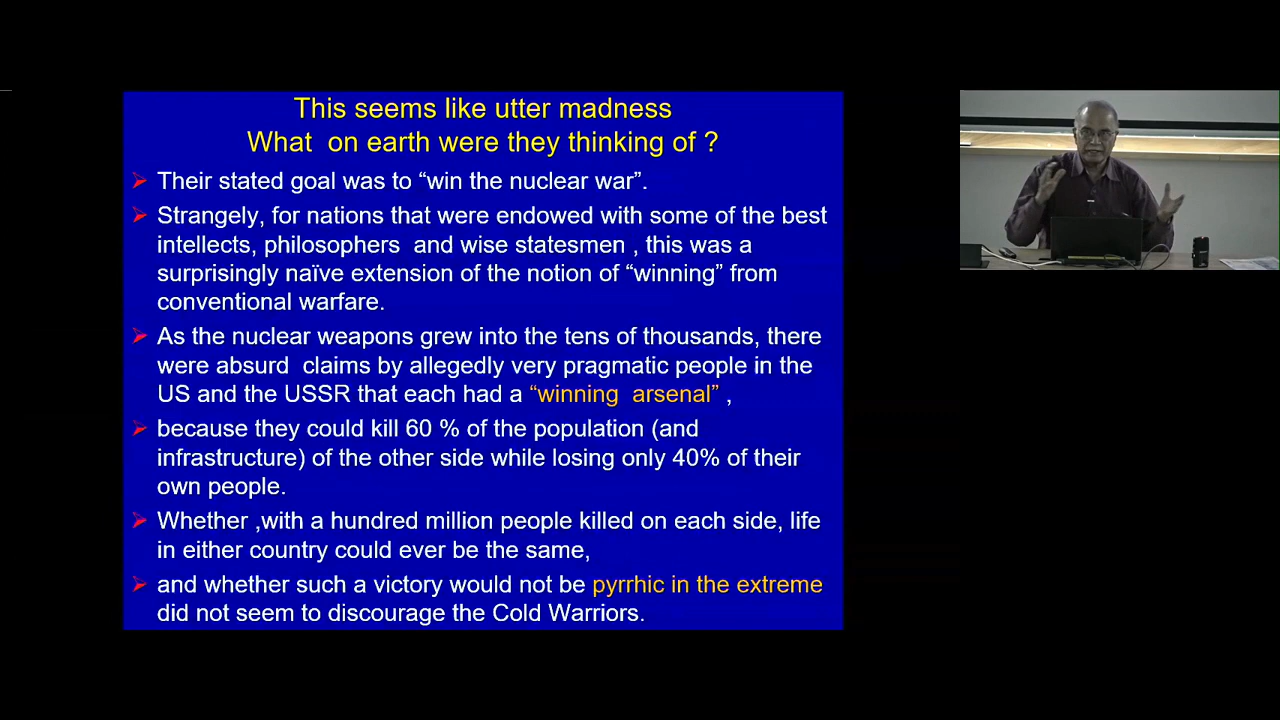 This seems like utter madness
What on earth were they thinking of ?
Their stated goal was to “win the nuclear war”.
Strangely, for nations that were endowed with some of the best
intellects, philosophers and wise statesmen , this was a
surprisingly naïve extension of the notion of “winning” from
conventional warfare.
As the nuclear weapons grew into the tens of thousands, there
were absurd claims by allegedly very pragmatic people in the
US and the USSR that each had a “winning arsenal” ,
because they could kill 60 % of the population (and
infrastructure) of the other side while losing only 40% of their
own people.
Whether ,with a hundred million people killed on each side, life
in either country could ever be the same,
and whether such a victory would not be pyrrhic in the extreme
did not seem to discourage the Cold Warriors.